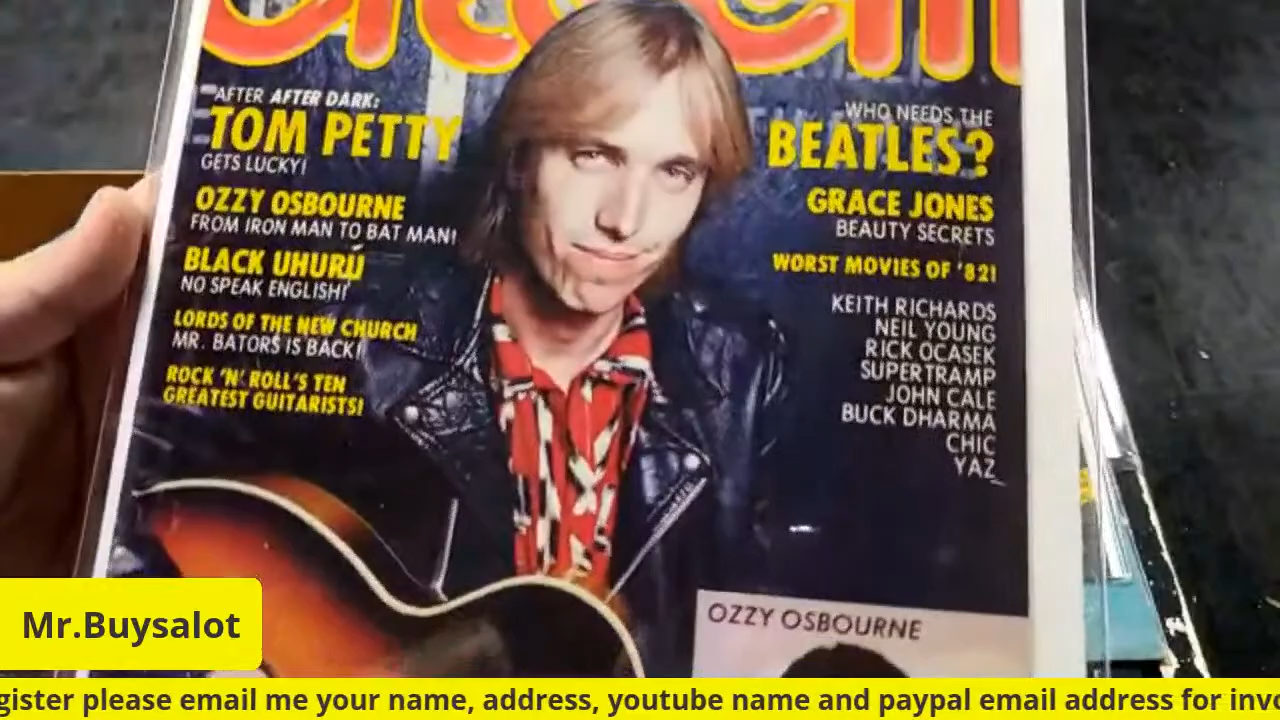 AFTER AFTER DARK:
TOM PETTY
GETS LUCKY!
OZZY OSBOURNE
FROM IRON MAN TO BAT MAN!
BLACK UHURÚ
NO SPEAK ENGLISH!
LORDS OF THE NEW CHURCH
MR. BATORS IS BACK!
ROCK 'N' ROLL'S TEN
GREATEST GUITARISTS!
WHO NEEDS THE
BEATLES?
GRACE JONES
BEAUTY SECRETS
WORST MOVIES OF '82!
KEITH RICHARDS
NEIL YOUNG
RICK OCASEK
SUPERTRAMP
JOHN CALE
BUCK DHARMA
CHIC
YAZ
OZZY OSBOURNE
Mr.Buysalot
gister please email me your name, address, youtube name and paypal email address for invo